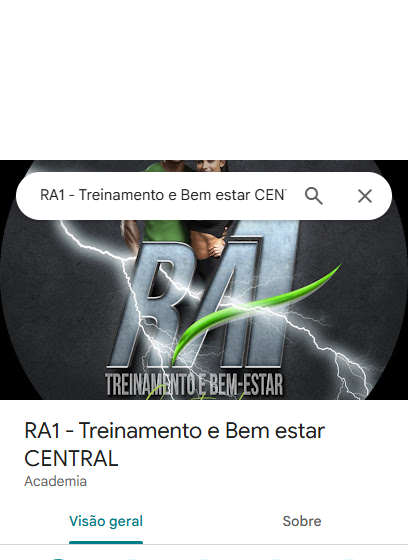 RA1 - Treinamento e Bem estar CEN
RA1
TREINAMENTO E BEM-ESTAR
RA1 - Treinamento e Bem estar
CENTRAL
Academia
Visão geral
Sobre